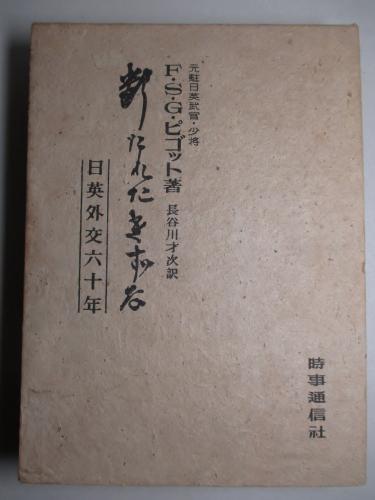 元駐日英武官・少将
F・S・G・ピゴット著 長谷川才次訳
断たれたきずな
日英外交六十年
時事通信社